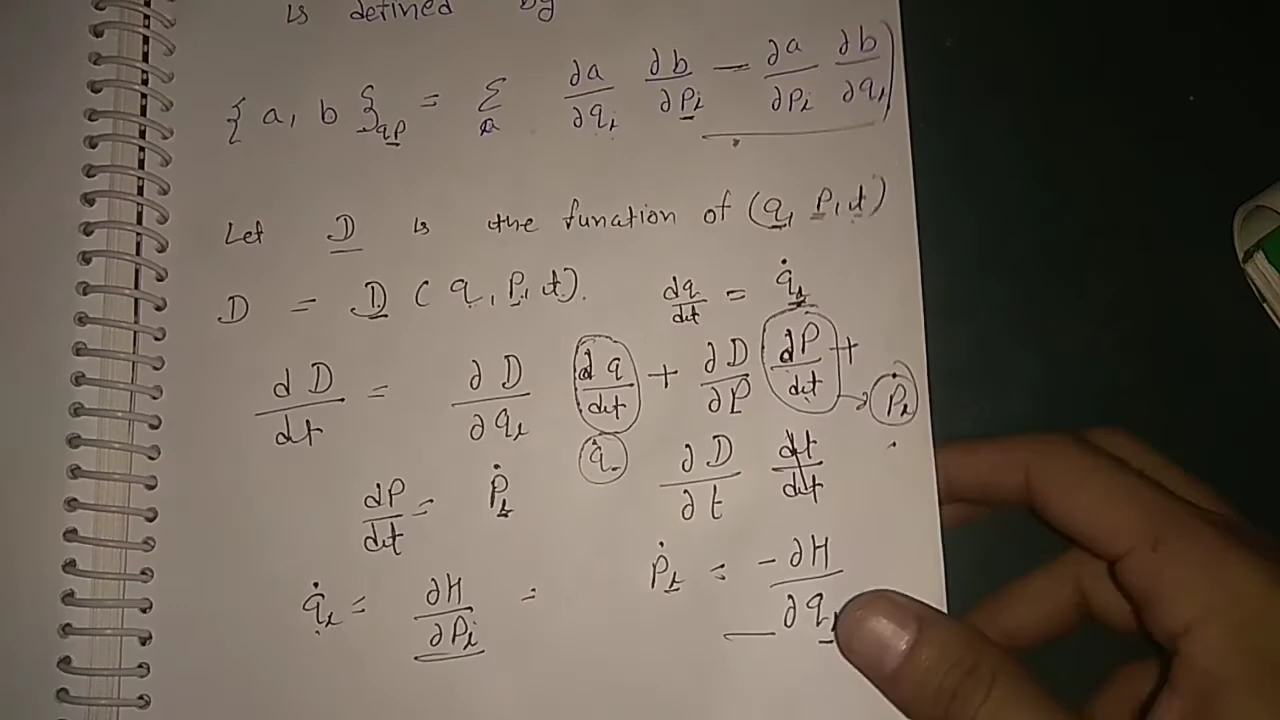 is defined by
{a, b}qp = Σ ∂a/∂qi ∂b/∂pi — ∂a/∂pi ∂b/∂qi)
Let D is the funation of (q, P, t)
D = D (q, P, t). dq/dt = q̇i
dD/dt = ∂D/∂qi dq/dt + ∂D/∂P dP/dt + → Ṗi
q̇ ∂D/∂t dt/dt
dP/dt = Ṗi
q̇i = ∂H/∂Pi = Ṗi = -∂H/∂qi